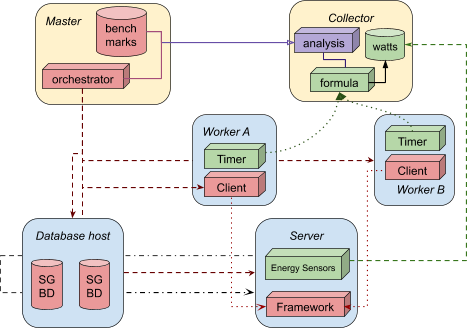 Master
bench
marks
orchestrator
Collector
analysis
watts
formula
Worker A
Timer
Client
Timer
Client
Worker B
Database host
SG
BD
SG
BD
Server
Energy Sensors
Framework